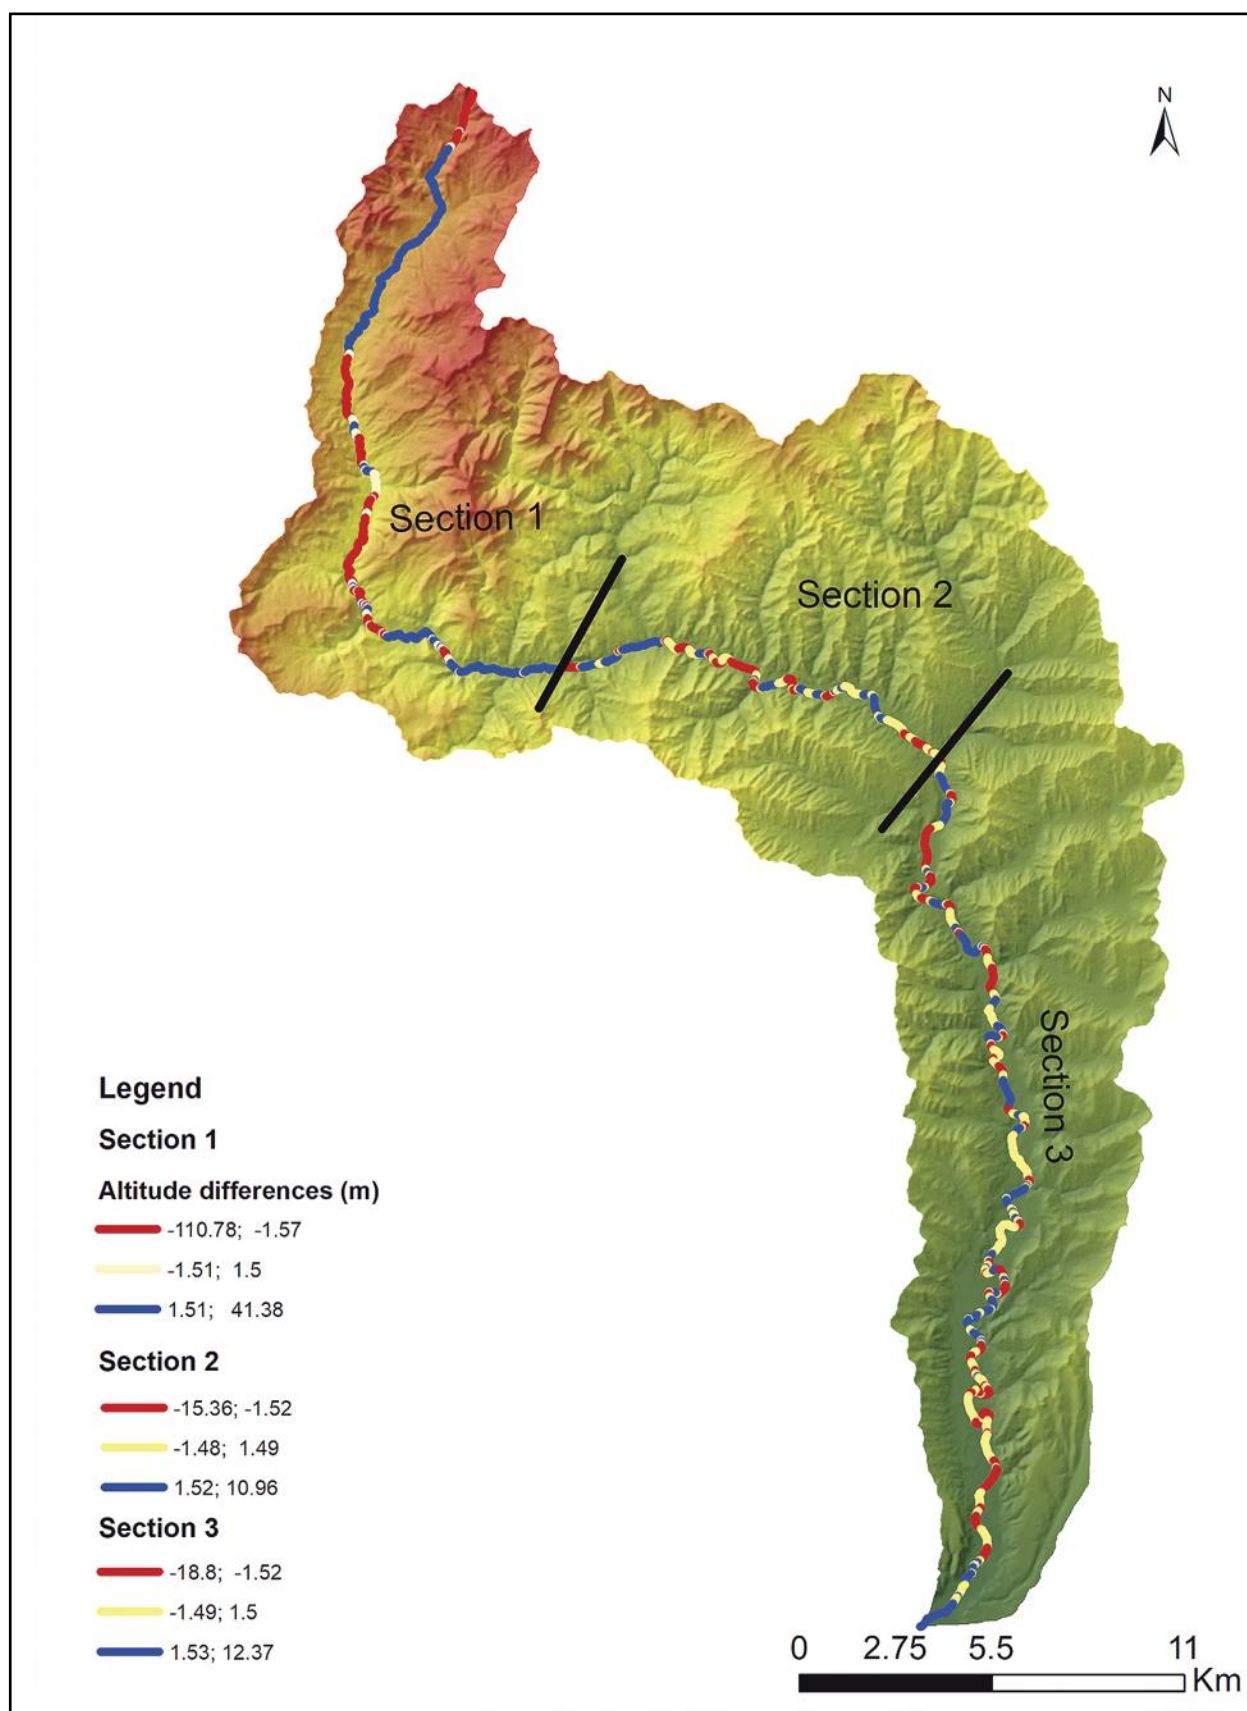 N
Section 1
Section 2
Section 3
Legend
Section 1
Altitude differences (m)
-110.78; -1.57
-1.51; 1.5
1.51; 41.38
Section 2
-15.36; -1.52
-1.48; 1.49
1.52; 10.96
Section 3
-18.8; -1.52
-1.49; 1.5
1.53; 12.37
0 2.75 5.5 11
Km